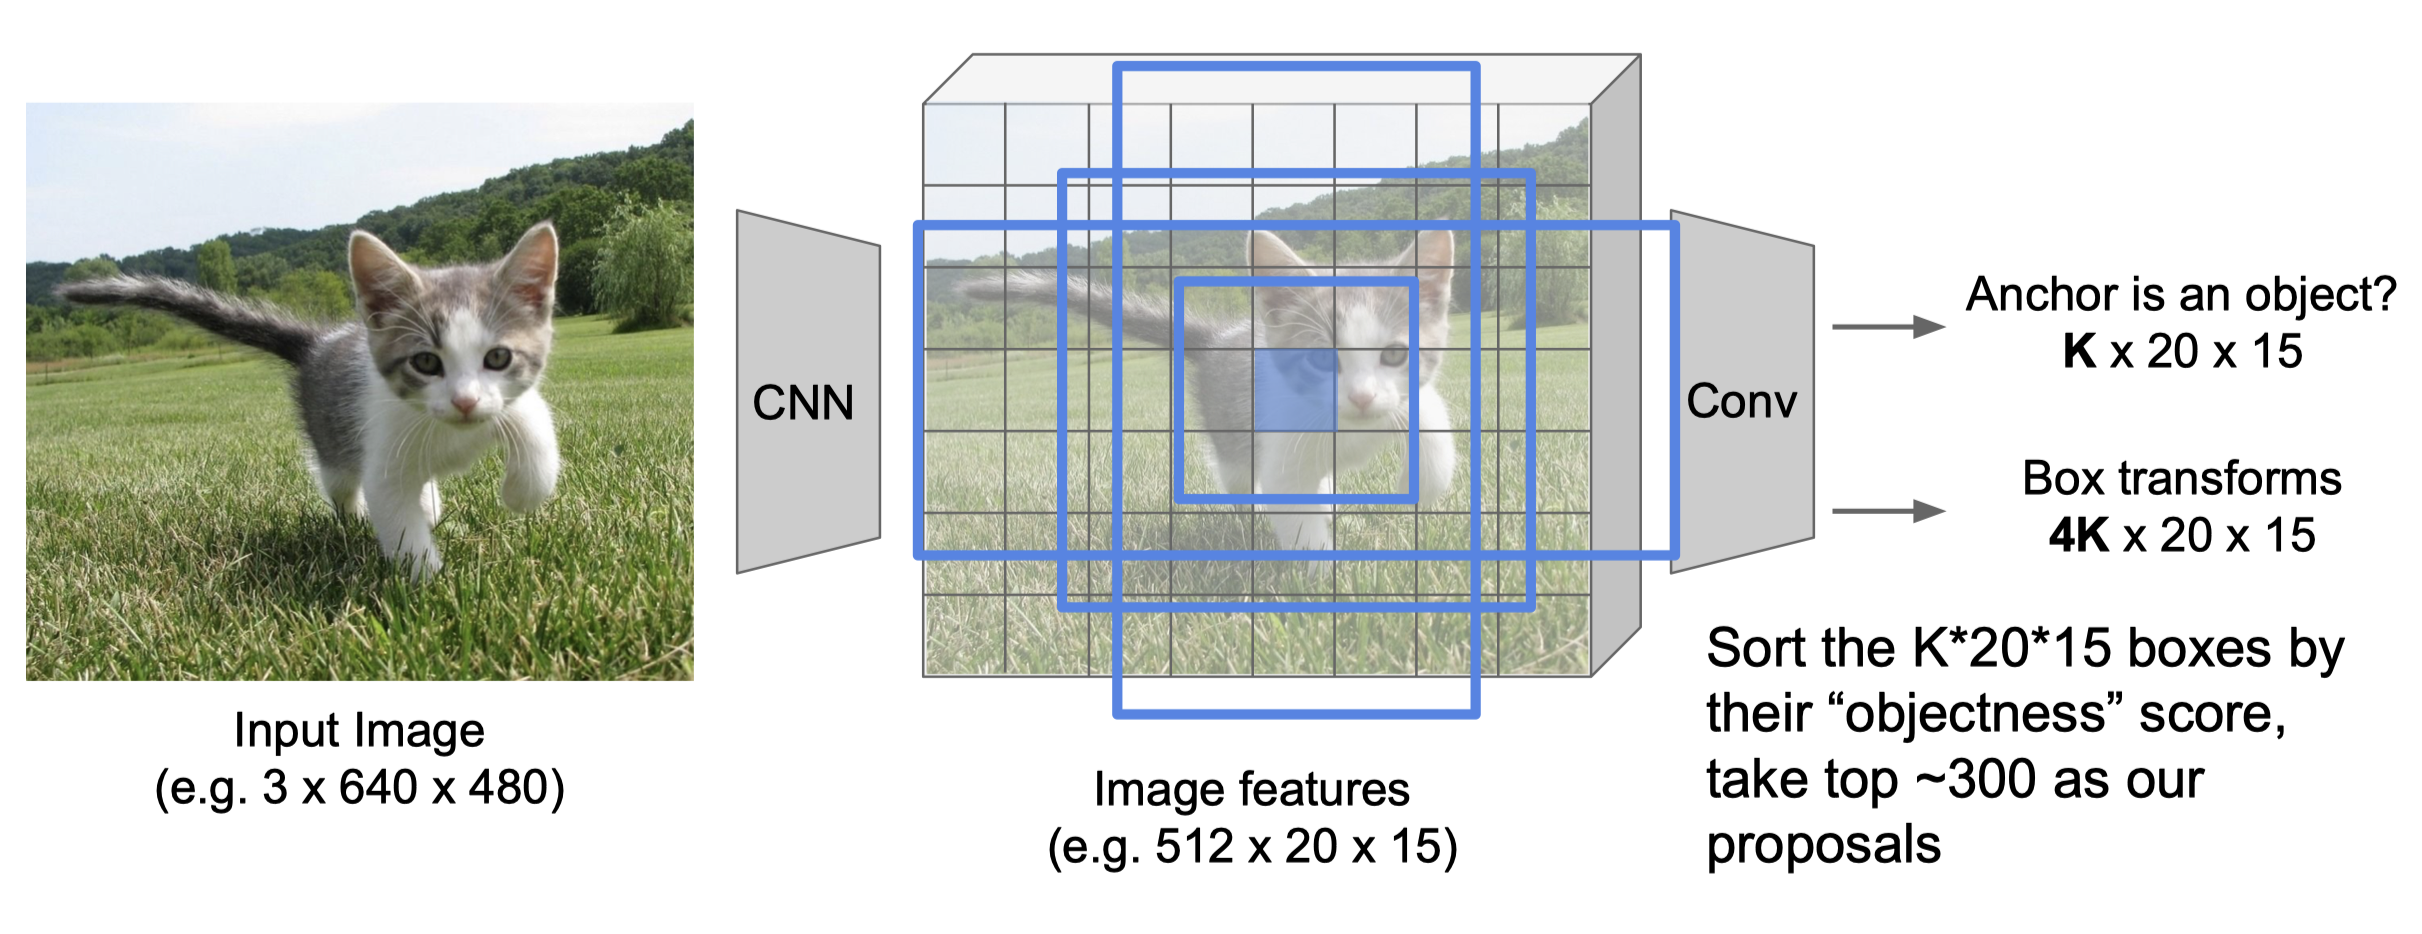 Input Image
(e.g. 3 x 640 x 480)
CNN
Image features
(e.g. 512 x 20 x 15)
Conv
Anchor is an object?
K x 20 x 15
Box transforms
4K x 20 x 15
Sort the K*20*15 boxes by
their “objectness” score,
take top ~300 as our
proposals